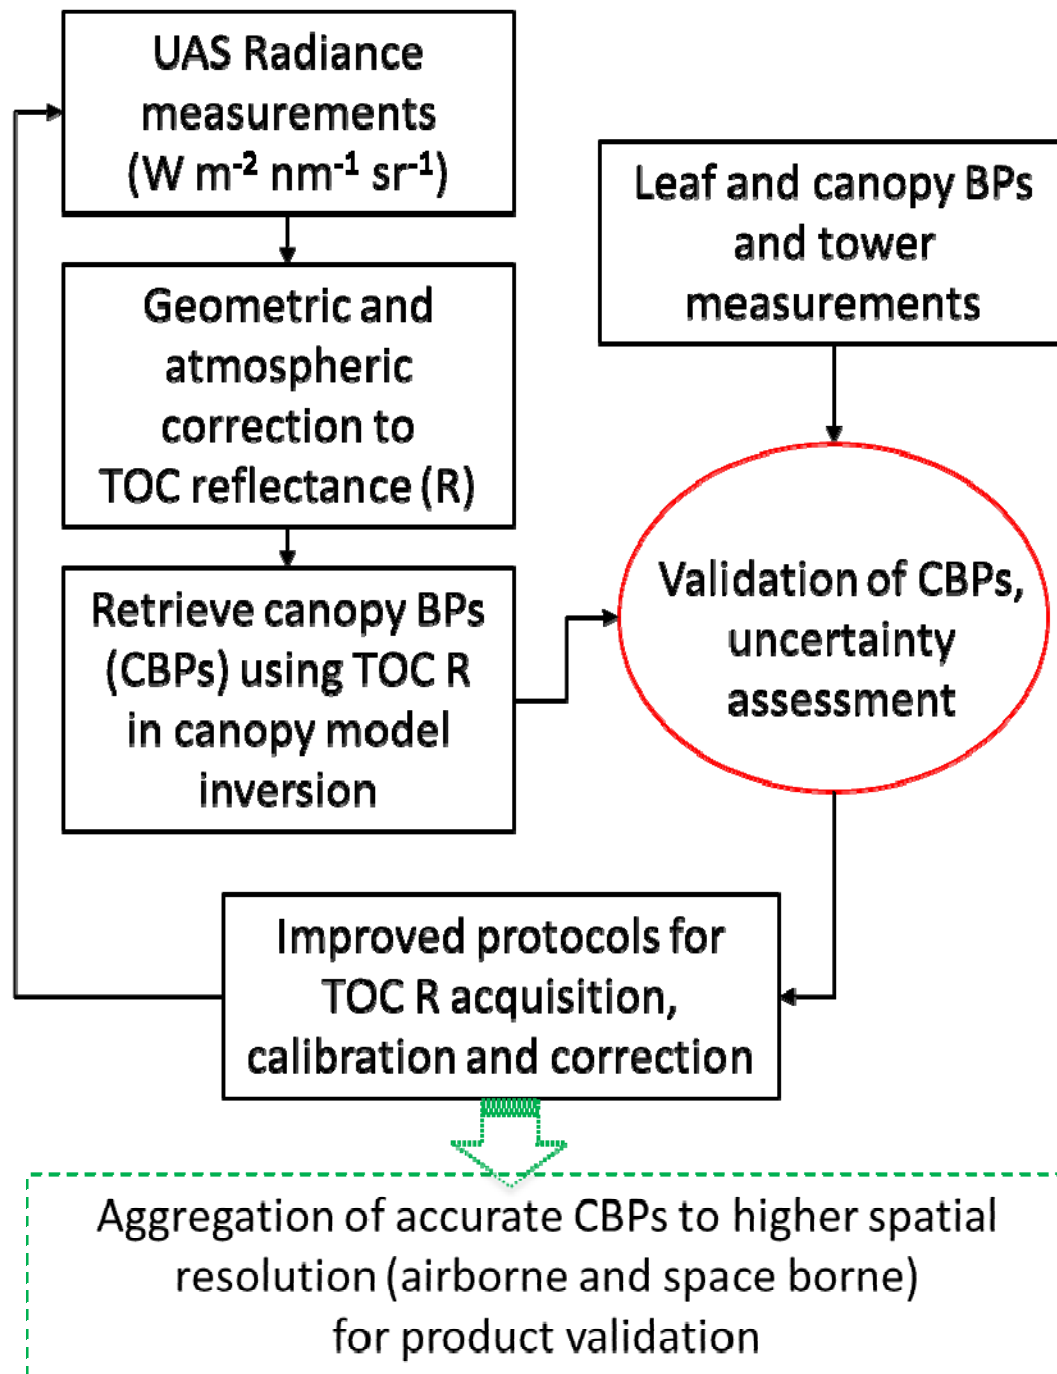 UAS Radiance
measurements
(W m⁻² nm⁻¹ sr⁻¹)
Geometric and
atmospheric
correction to
TOC reflectance (R)
Retrieve canopy BPs
(CBPs) using TOC R
in canopy model
inversion
Leaf and canopy BPs
and tower
measurements
Validation of CBPs,
uncertainty
assessment
Improved protocols for
TOC R acquisition,
calibration and correction
Aggregation of accurate CBPs to higher spatial
resolution (airborne and space borne)
for product validation